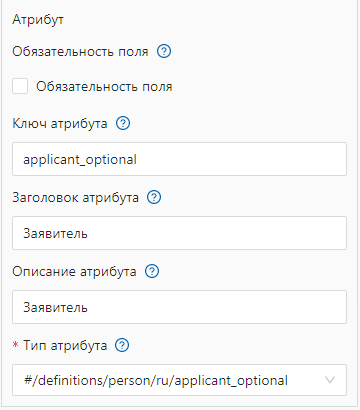 Атрибут
Обязательность поля ?
Обязательность поля
Ключ атрибута ?
applicant_optional
Заголовок атрибута ?
Заявитель
Описание атрибута ?
Заявитель
* Тип атрибута ?
#/definitions/person/ru/applicant_optional